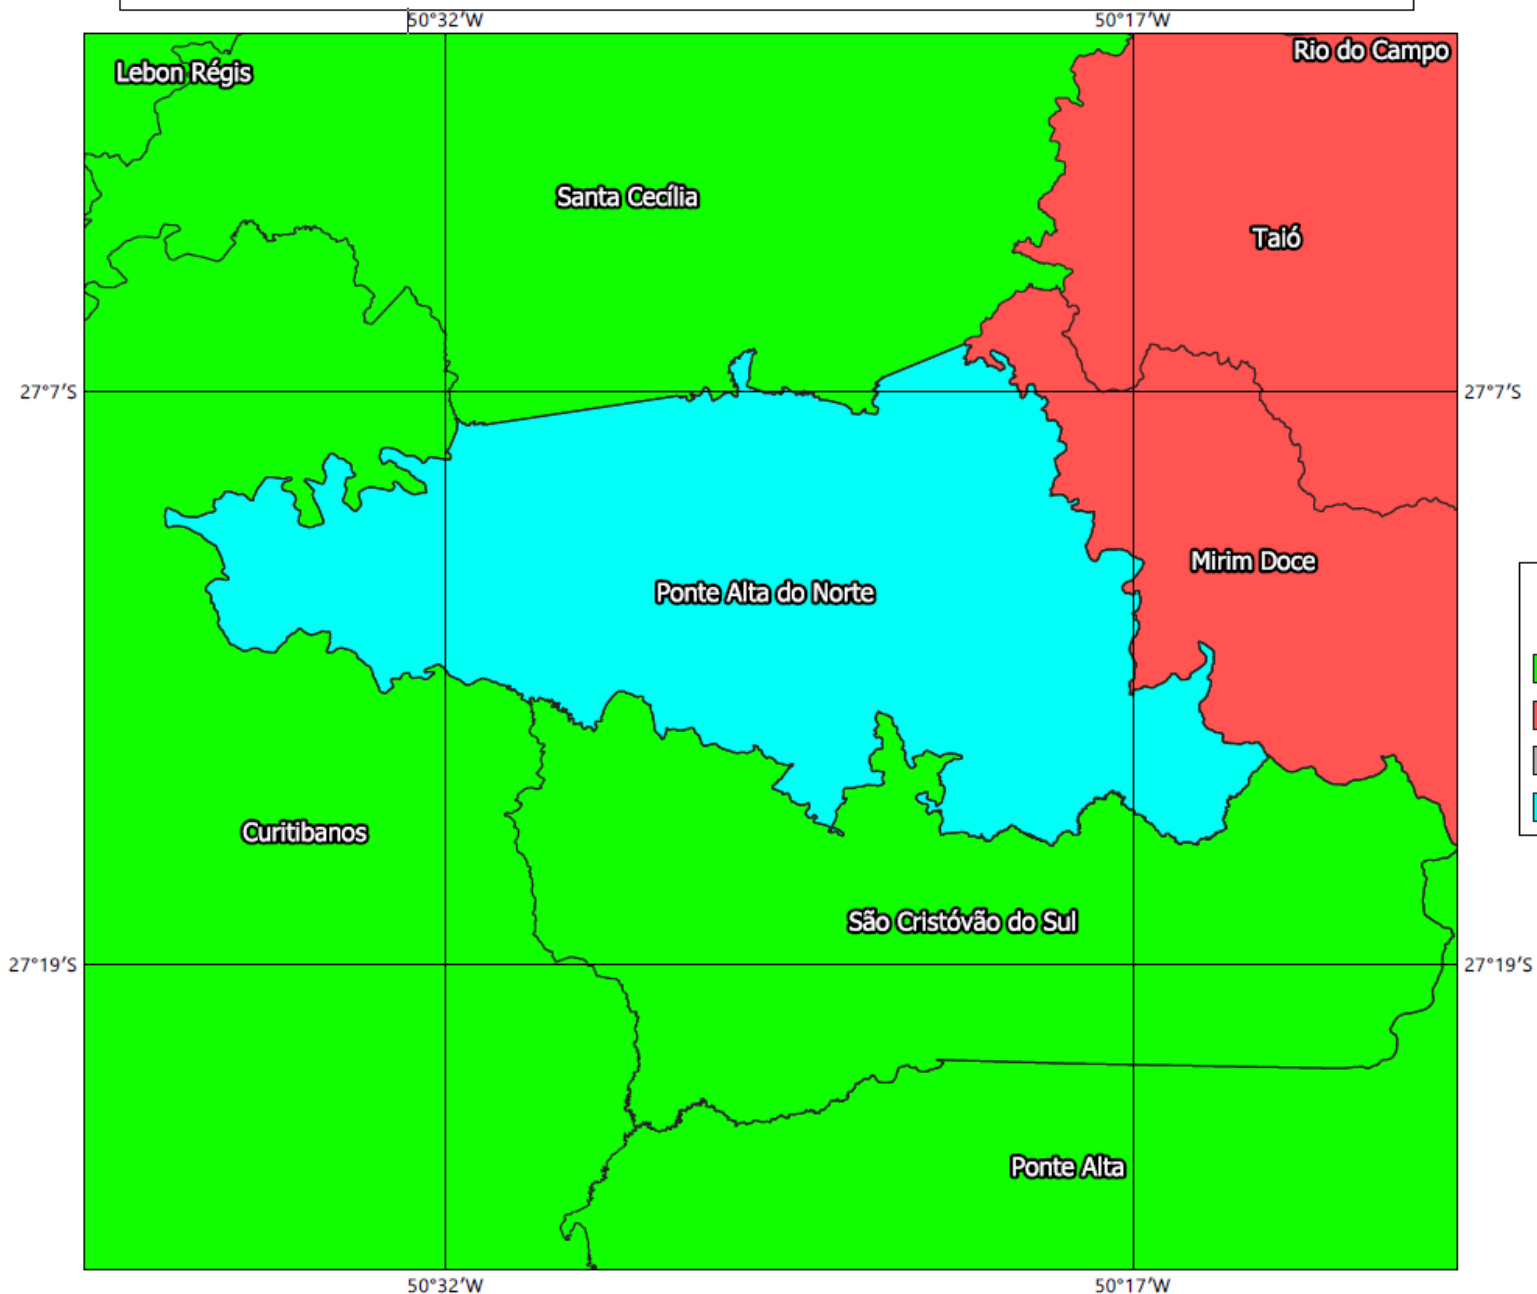 50°32'W
50°17'W
Rio do Campo
Lebon Régis
Santa Cecília
Taió
27°7'S
27°7'S
Mirim Doce
Ponte Alta do Norte
Curitibanos
São Cristóvão do Sul
27°19'S
27°19'S
Ponte Alta
50°32'W
50°17'W